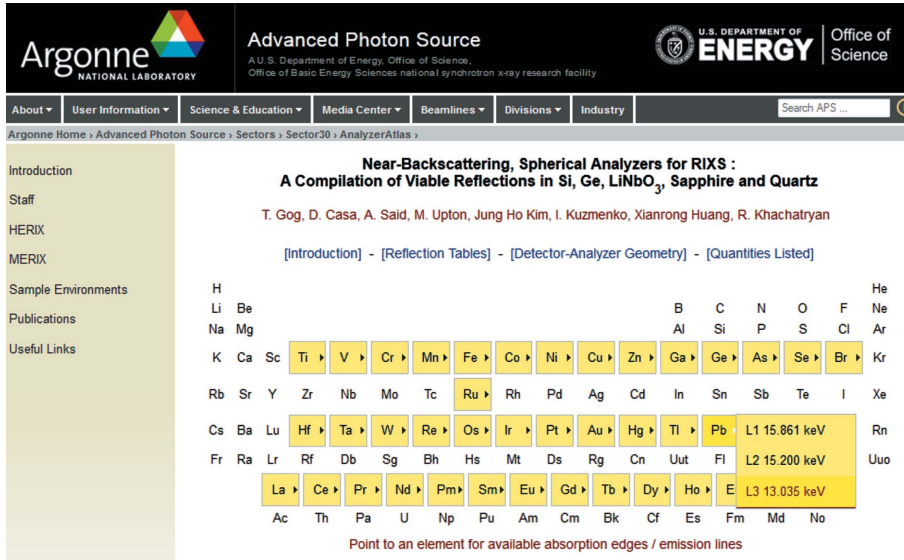 Argonne
NATIONAL LABORATORY
Advanced Photon Source
A U.S. Department of Energy, Office of Science,
Office of Basic Energy Sciences national synchrotron x-ray research facility
U.S. DEPARTMENT OF
ENERGY
Office of
Science
About User Information Science & Education Media Center Beamlines Divisions Industry Search APS ...
Argonne Home › Advanced Photon Source › Sectors › Sector30 › AnalyzerAtlas ›
Introduction
Staff
HERIX
MERIX
Sample Environments
Publications
Useful Links
Near-Backscattering, Spherical Analyzers for RIXS :
A Compilation of Viable Reflections in Si, Ge, LiNbO3, Sapphire and Quartz
T. Gog, D. Casa, A. Said, M. Upton, Jung Ho Kim, I. Kuzmenko, Xianrong Huang, R. Khachatryan
[Introduction] - [Reflection Tables] - [Detector-Analyzer Geometry] - [Quantities Listed]
H He
Li Be B C N O F Ne
Na Mg Al Si P S Cl Ar
K Ca Sc Ti V Cr Mn Fe Co Ni Cu Zn Ga Ge As Se Br Kr
Rb Sr Y Zr Nb Mo Tc Ru Rh Pd Ag Cd In Sn Sb Te I Xe
Cs Ba Lu Hf Ta W Re Os Ir Pt Au Hg Tl Pb L1 15.861 keV Rn
Fr Ra Lr Rf Db Sg Bh Hs Mt Ds Rg Cn Uut Fl L2 15.200 keV Uuo
La Ce Pr Nd Pm Sm Eu Gd Tb Dy Ho E L3 13.035 keV
Ac Th Pa U Np Pu Am Cm Bk Cf Es Fm Md No
Point to an element for available absorption edges / emission lines